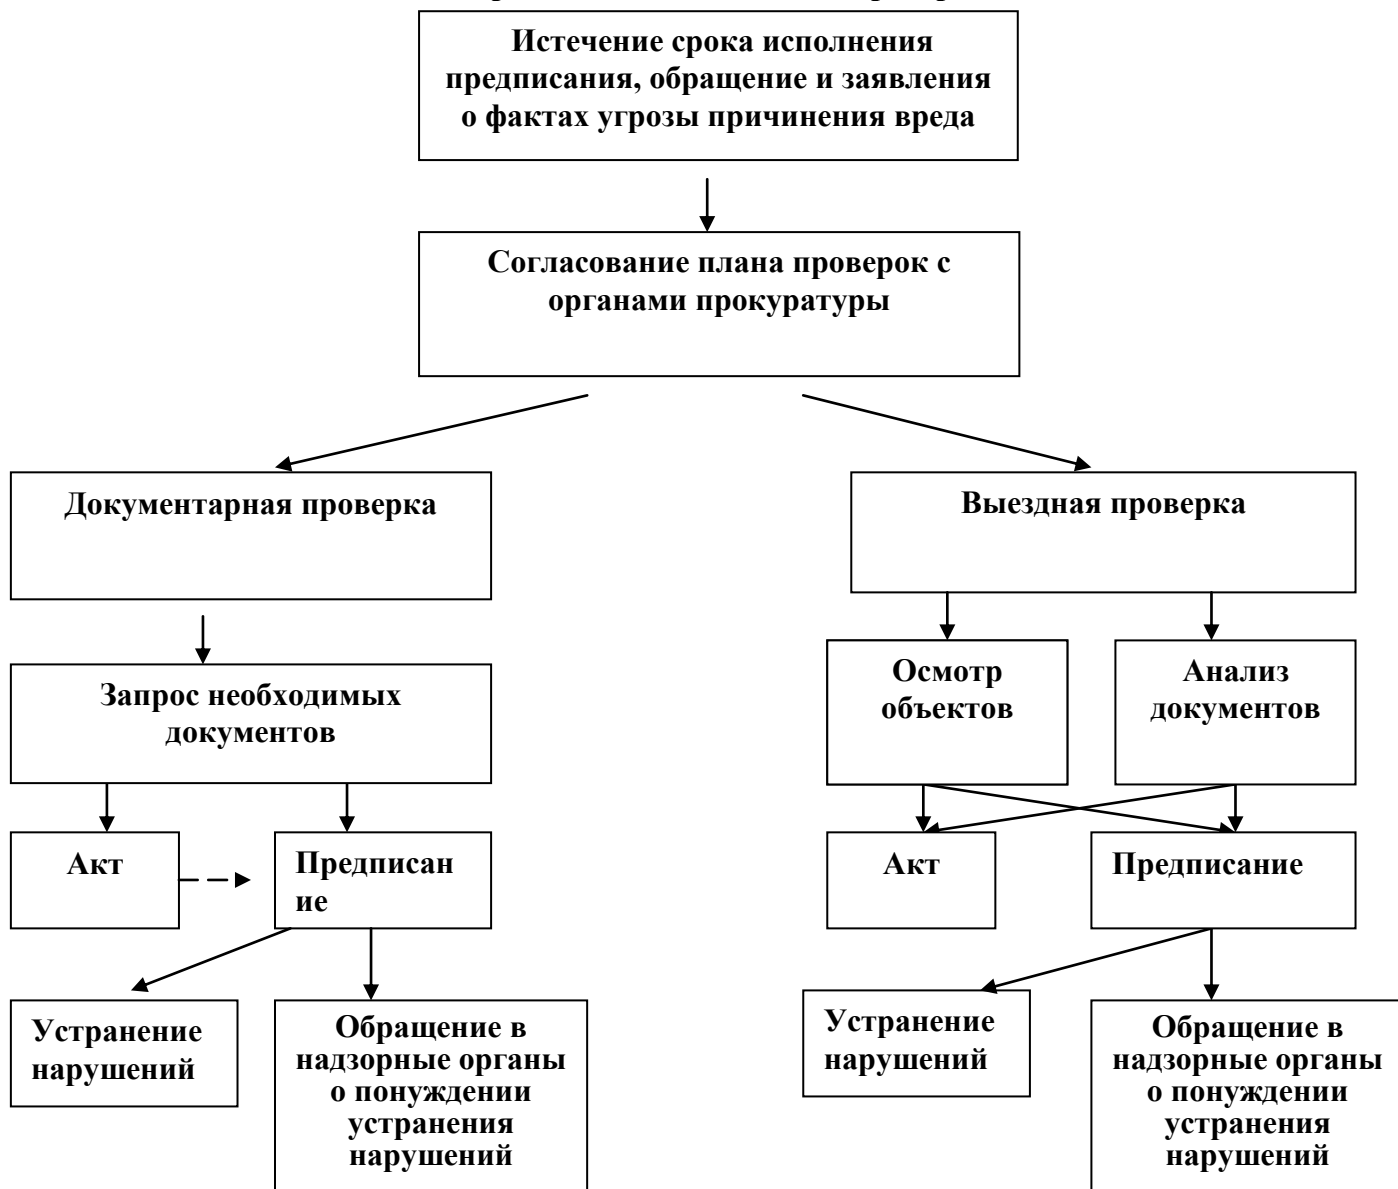 Истечение срока исполнения
предписания, обращение и заявления
о фактах угрозы причинения вреда
Согласование плана проверок с
органами прокуратуры
Документарная проверка
Выездная проверка
Запрос необходимых
документов
Осмотр
объектов
Анализ
документов
Акт
Предписан
ие
Акт
Предписание
Устранение
нарушений
Обращение в
надзорные органы
о понуждении
устранения
нарушений
Устранение
нарушений
Обращение в
надзорные органы
о понуждении
устранения
нарушений